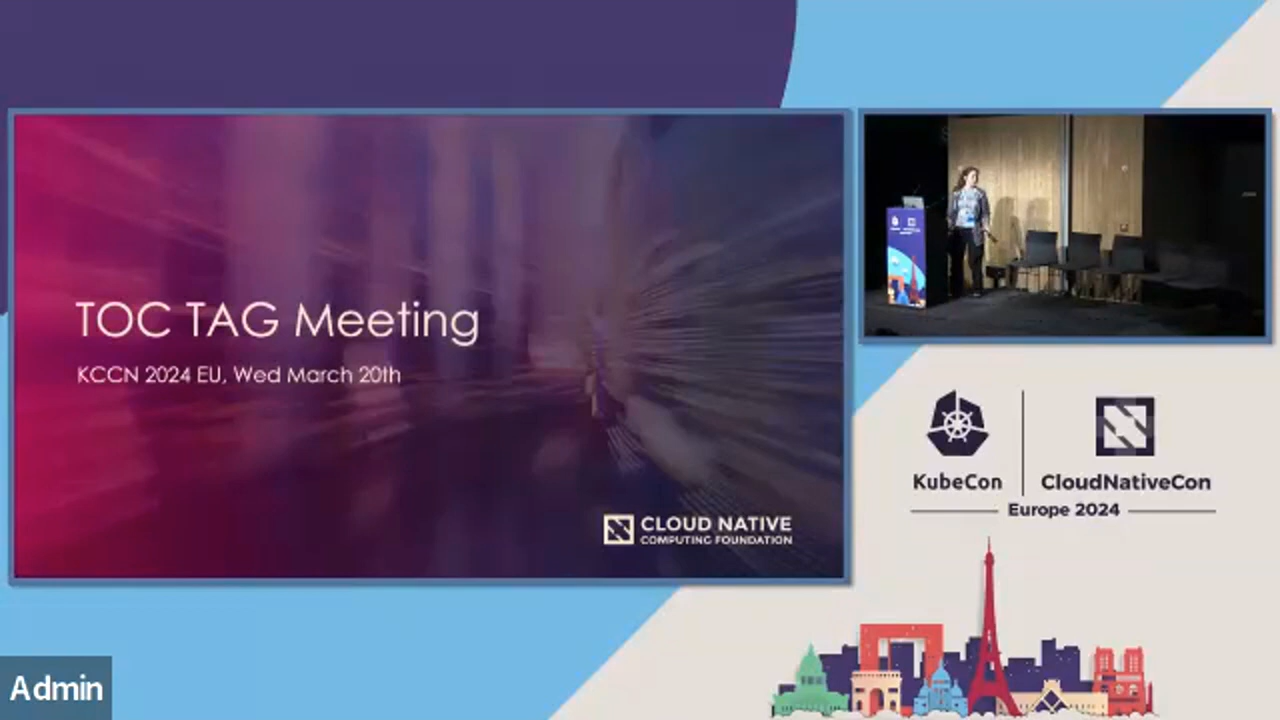 TOC TAG Meeting
KCCN 2024 EU, Wed March 20th
CLOUD NATIVE
COMPUTING FOUNDATION
KubeCon
CloudNativeCon
Europe 2024
Admin